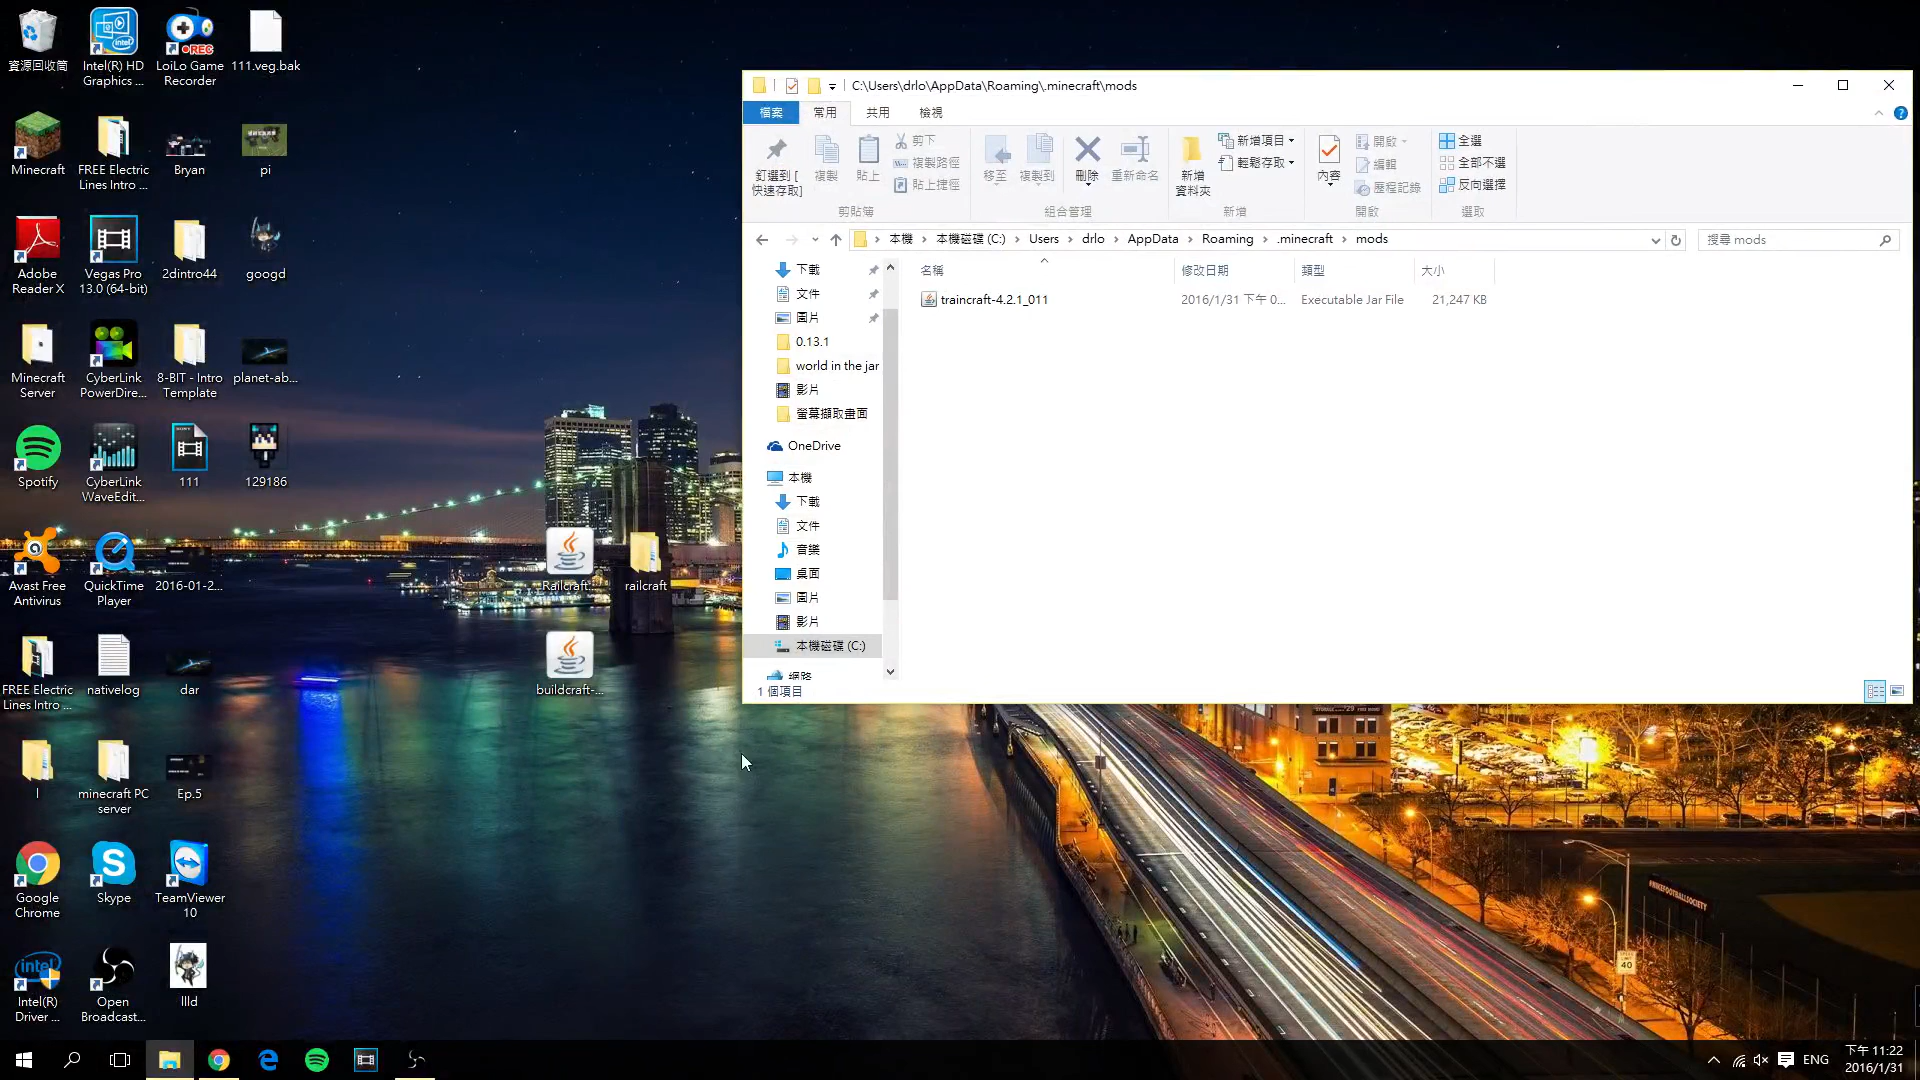 資源回收筒
Intel(R) HD
Graphics ...
LoiLo Game
Recorder
111.veg.bak
Minecraft
FREE Electric
Lines Intro ...
Bryan
pi
Adobe
Reader X
Vegas Pro
13.0 (64-bit)
2dintro44
googd
Minecraft
Server
CyberLink
PowerDire...
8-BIT - Intro
Template
planet-ab...
Spotify
CyberLink
WaveEdit...
111
129186
Avast Free
Antivirus
QuickTime
Player
2016-01-2...
Railcraft...
railcraft
FREE Electric
Lines Intro ...
nativelog
dar
buildcraft-...
l
minecraft PC
server
Ep.5
Google
Chrome
Skype
TeamViewer
10
Intel(R)
Driver ...
Open
Broadcast...
llld
C:\Users\drlo\AppData\Roaming\.minecraft\mods
檔案 常用 共用 檢視
釘選到 [
快速存取]
複製
貼上
剪下
複製路徑
貼上捷徑
剪貼簿
移至
複製到
刪除
重新命名
組合管理
新增
資料夾
新增項目
輕鬆存取
新增
內容
開啟
編輯
歷程記錄
開啟
全選
全部不選
反向選擇
選取
本機 › 本機磁碟 (C:) › Users › drlo › AppData › Roaming › .minecraft › mods
搜尋 mods
下載
文件
圖片
0.13.1
world in the jar
影片
螢幕擷取畫面
OneDrive
本機
下載
文件
音樂
桌面
圖片
影片
本機磁碟 (C:)
網路
名稱 修改日期 類型 大小
traincraft-4.2.1_011 2016/1/31 下午 0... Executable Jar File 21,247 KB
1 個項目
#NIKEFOOTBALLSOCIETY
SPEED
LIMIT
40
ENG
下午 11:22
2016/1/31